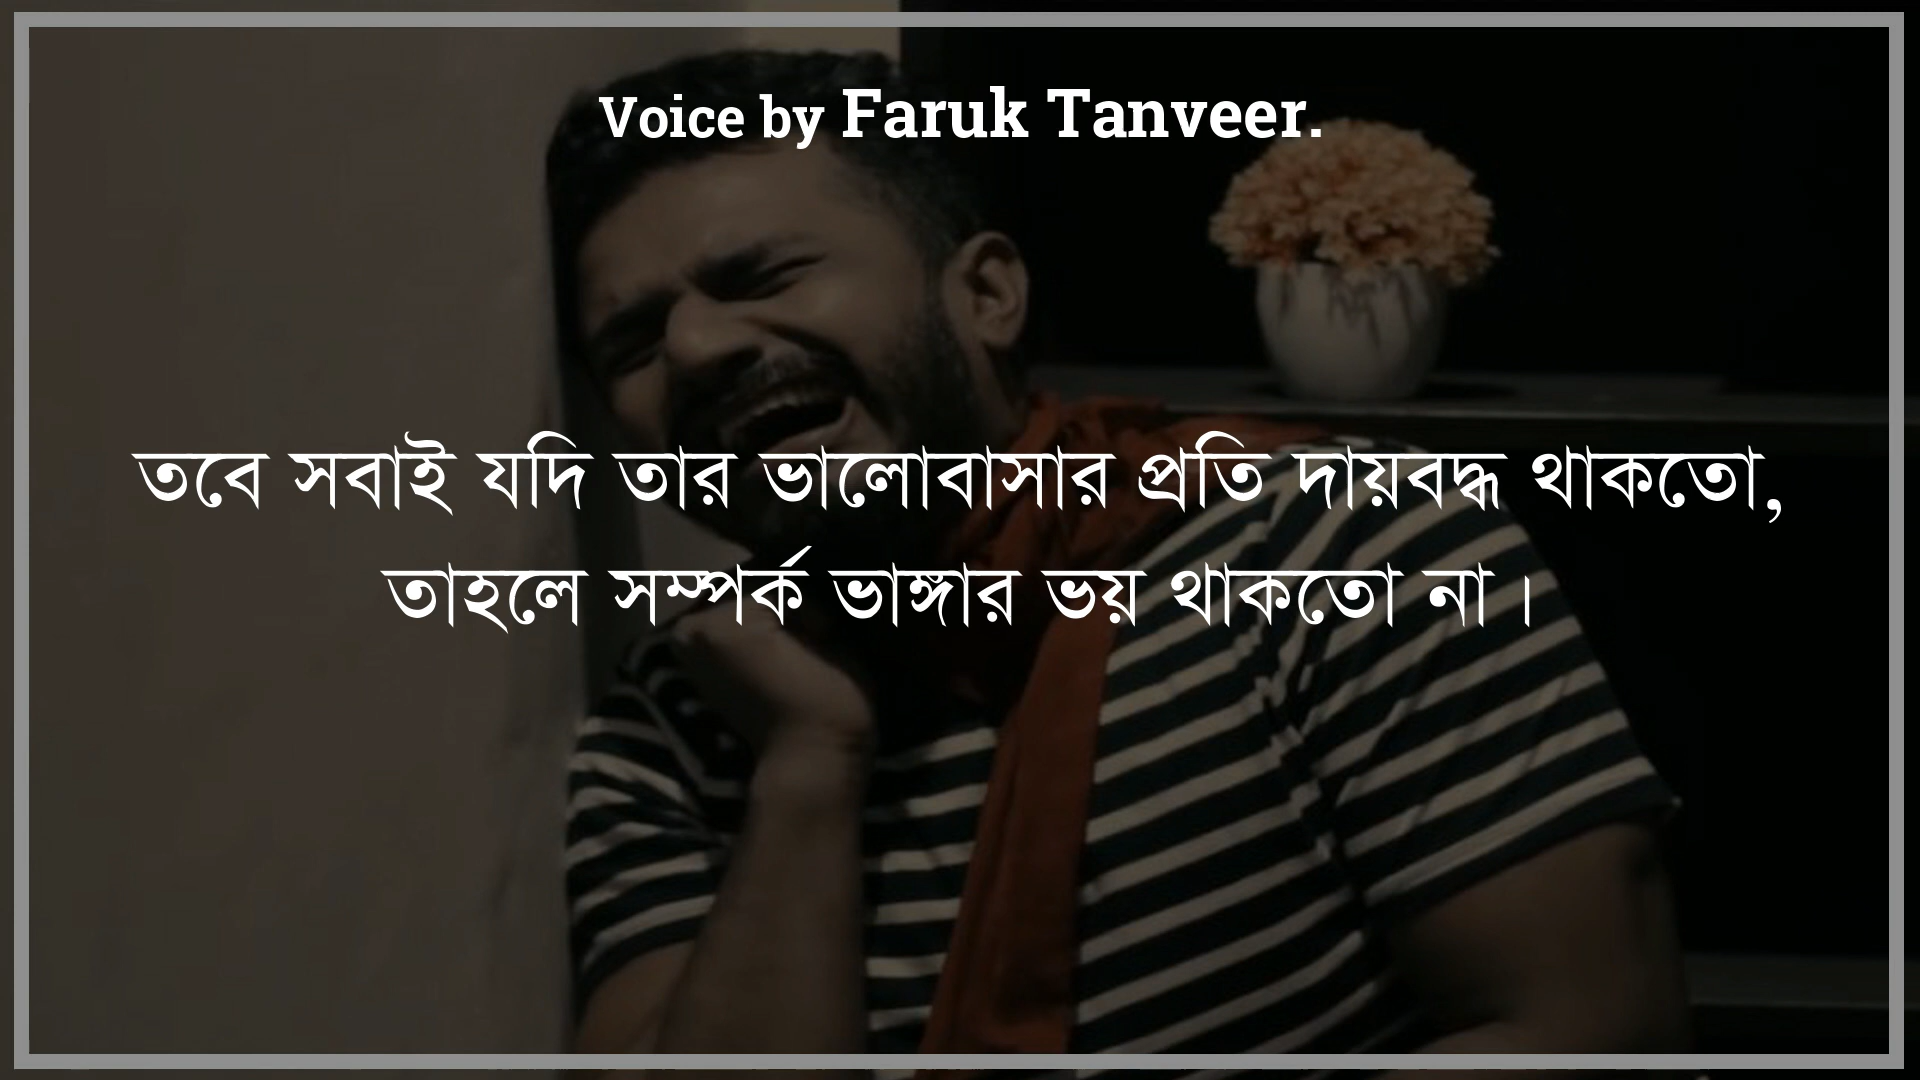 Voice by Faruk Tanveer.
তবে সবাই যদি তার ভালোবাসার প্রতি দায়বদ্ধ থাকতো,
তাহলে সম্পর্ক ভাঙ্গার ভয় থাকতো না।